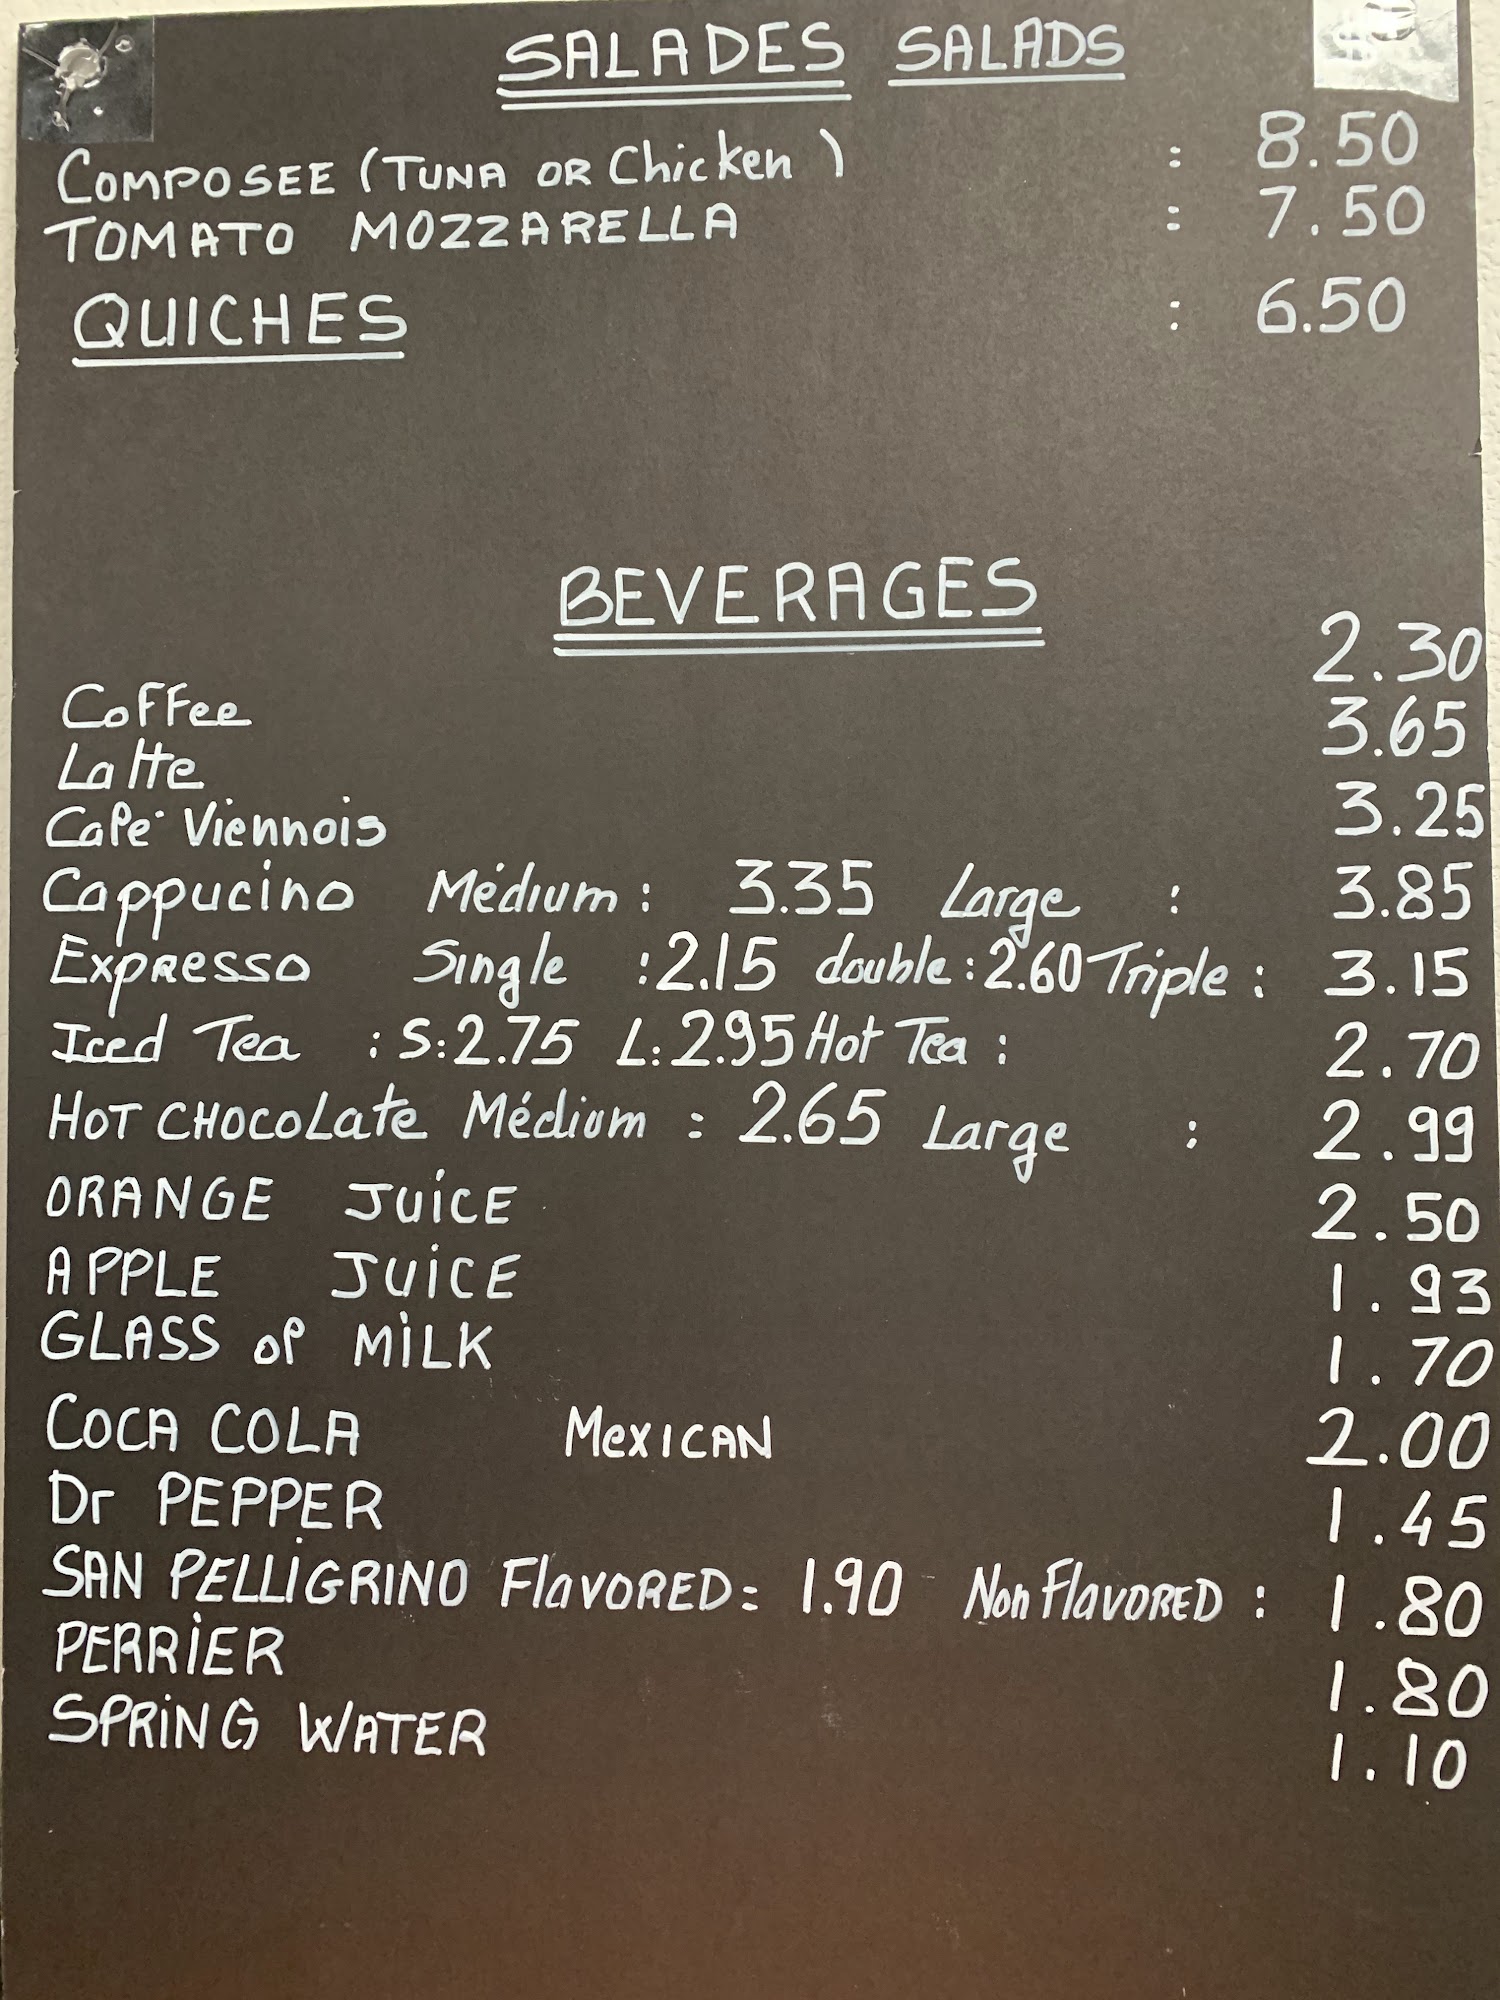 SALADES SALADS
COMPOSEE (TUNA OR Chicken) : 8.50
TOMATO MOZZARELLA : 7.50
QUICHES : 6.50
BEVERAGES
Coffee 2.30
Latte 3.65
Café Viennois 3.25
Cappucino Médium : 3.35 Large : 3.85
Expresso Single : 2.15 double : 2.60 Triple : 3.15
Iced Tea : S: 2.75 L: 2.95 Hot Tea : 2.70
HOT CHOCOLate Médium : 2.65 Large : 2.99
ORANGE JUiCE 2.50
APPLE JUiCE 1.93
GLASS of MiLK 1.70
COCA COLA MexICAN 2.00
Dr PEPPER 1.45
SAN PELLiGRINO FlaVORED : 1.90 Non FlaVORED : 1.80
PERRiER 1.80
SPRiNG WATER 1.10